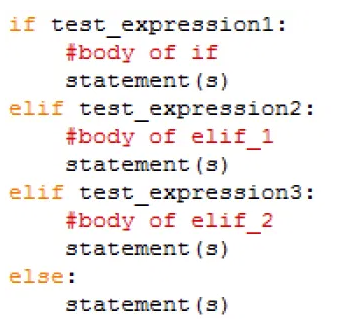 if test_expression1:
    #body of if
    statement(s)
elif test_expression2:
    #body of elif_1
    statement(s)
elif test_expression3:
    #body of elif_2
    statement(s)
else:
    statement(s)